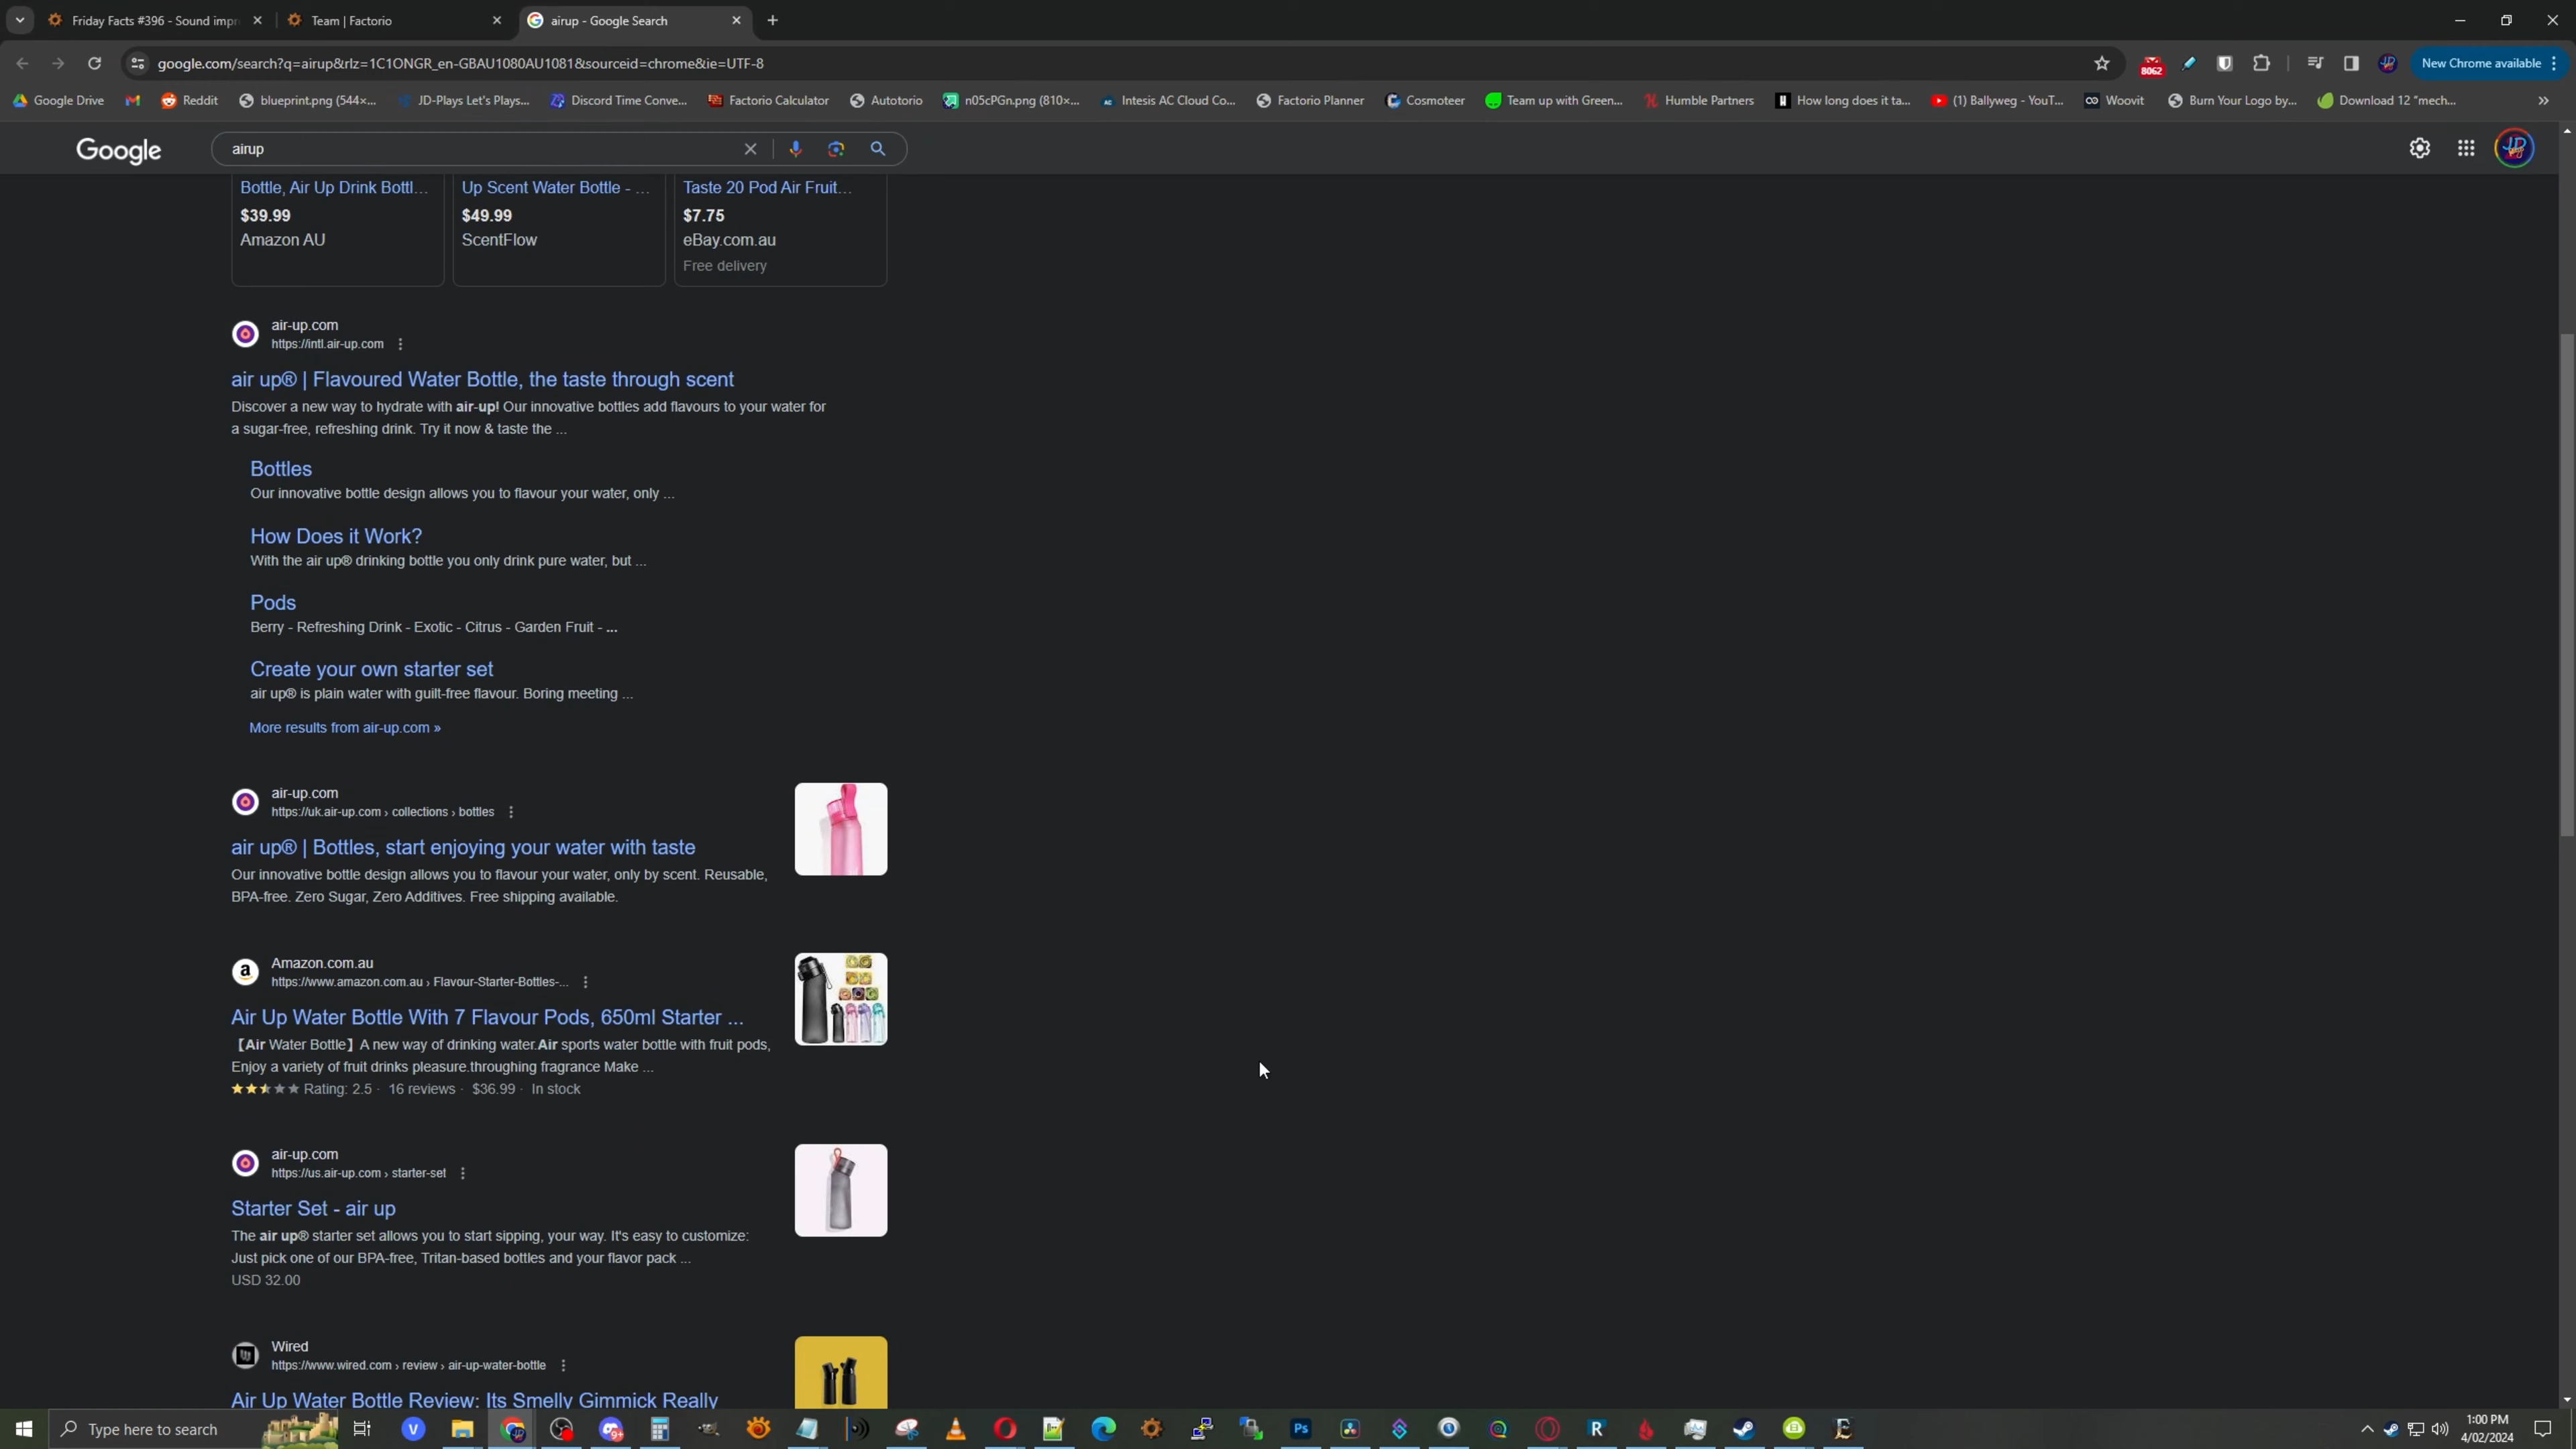 Friday Facts #396 - Sound impr
Team | Factorio
airup - Google Search
google.com/search?q=airup&rlz=1C1ONGR_en-GBAU1080AU1081&sourceid=chrome&ie=UTF-8
8062
New Chrome available
Google Drive
Reddit
blueprint.png (544×...
JD-Plays Let's Plays...
Discord Time Conve...
Factorio Calculator
Autotorio
n05cPGn.png (810×...
Intesis AC Cloud Co...
Factorio Planner
Cosmoteer
Team up with Green...
Humble Partners
How long does it ta...
(1) Ballyweg - YouT...
Woovit
Burn Your Logo by...
Download 12 "mech...
Google
airup
Bottle, Air Up Drink Bottl...
$39.99
Amazon AU
Up Scent Water Bottle - ...
$49.99
ScentFlow
Taste 20 Pod Air Fruit...
$7.75
eBay.com.au
Free delivery
air-up.com
https://intl.air-up.com
air up® | Flavoured Water Bottle, the taste through scent
Discover a new way to hydrate with air-up! Our innovative bottles add flavours to your water for
a sugar-free, refreshing drink. Try it now & taste the ...
Bottles
Our innovative bottle design allows you to flavour your water, only ...
How Does it Work?
With the air up® drinking bottle you only drink pure water, but ...
Pods
Berry - Refreshing Drink - Exotic - Citrus - Garden Fruit - ...
Create your own starter set
air up® is plain water with guilt-free flavour. Boring meeting ...
More results from air-up.com »
air-up.com
https://uk.air-up.com › collections › bottles
air up® | Bottles, start enjoying your water with taste
Our innovative bottle design allows you to flavour your water, only by scent. Reusable,
BPA-free. Zero Sugar, Zero Additives. Free shipping available.
Amazon.com.au
https://www.amazon.com.au › Flavour-Starter-Bottles-...
Air Up Water Bottle With 7 Flavour Pods, 650ml Starter ...
【Air Water Bottle】A new way of drinking water.Air sports water bottle with fruit pods,
Enjoy a variety of fruit drinks pleasure.throughing fragrance Make ...
Rating: 2.5 · 16 reviews · $36.99 · In stock
air-up.com
https://us.air-up.com › starter-set
Starter Set - air up
The air up® starter set allows you to start sipping, your way. It's easy to customize:
Just pick one of our BPA-free, Tritan-based bottles and your flavor pack ...
USD 32.00
Wired
https://www.wired.com › review › air-up-water-bottle
Air Up Water Bottle Review: Its Smelly Gimmick Really
Type here to search
1:00 PM
4/02/2024